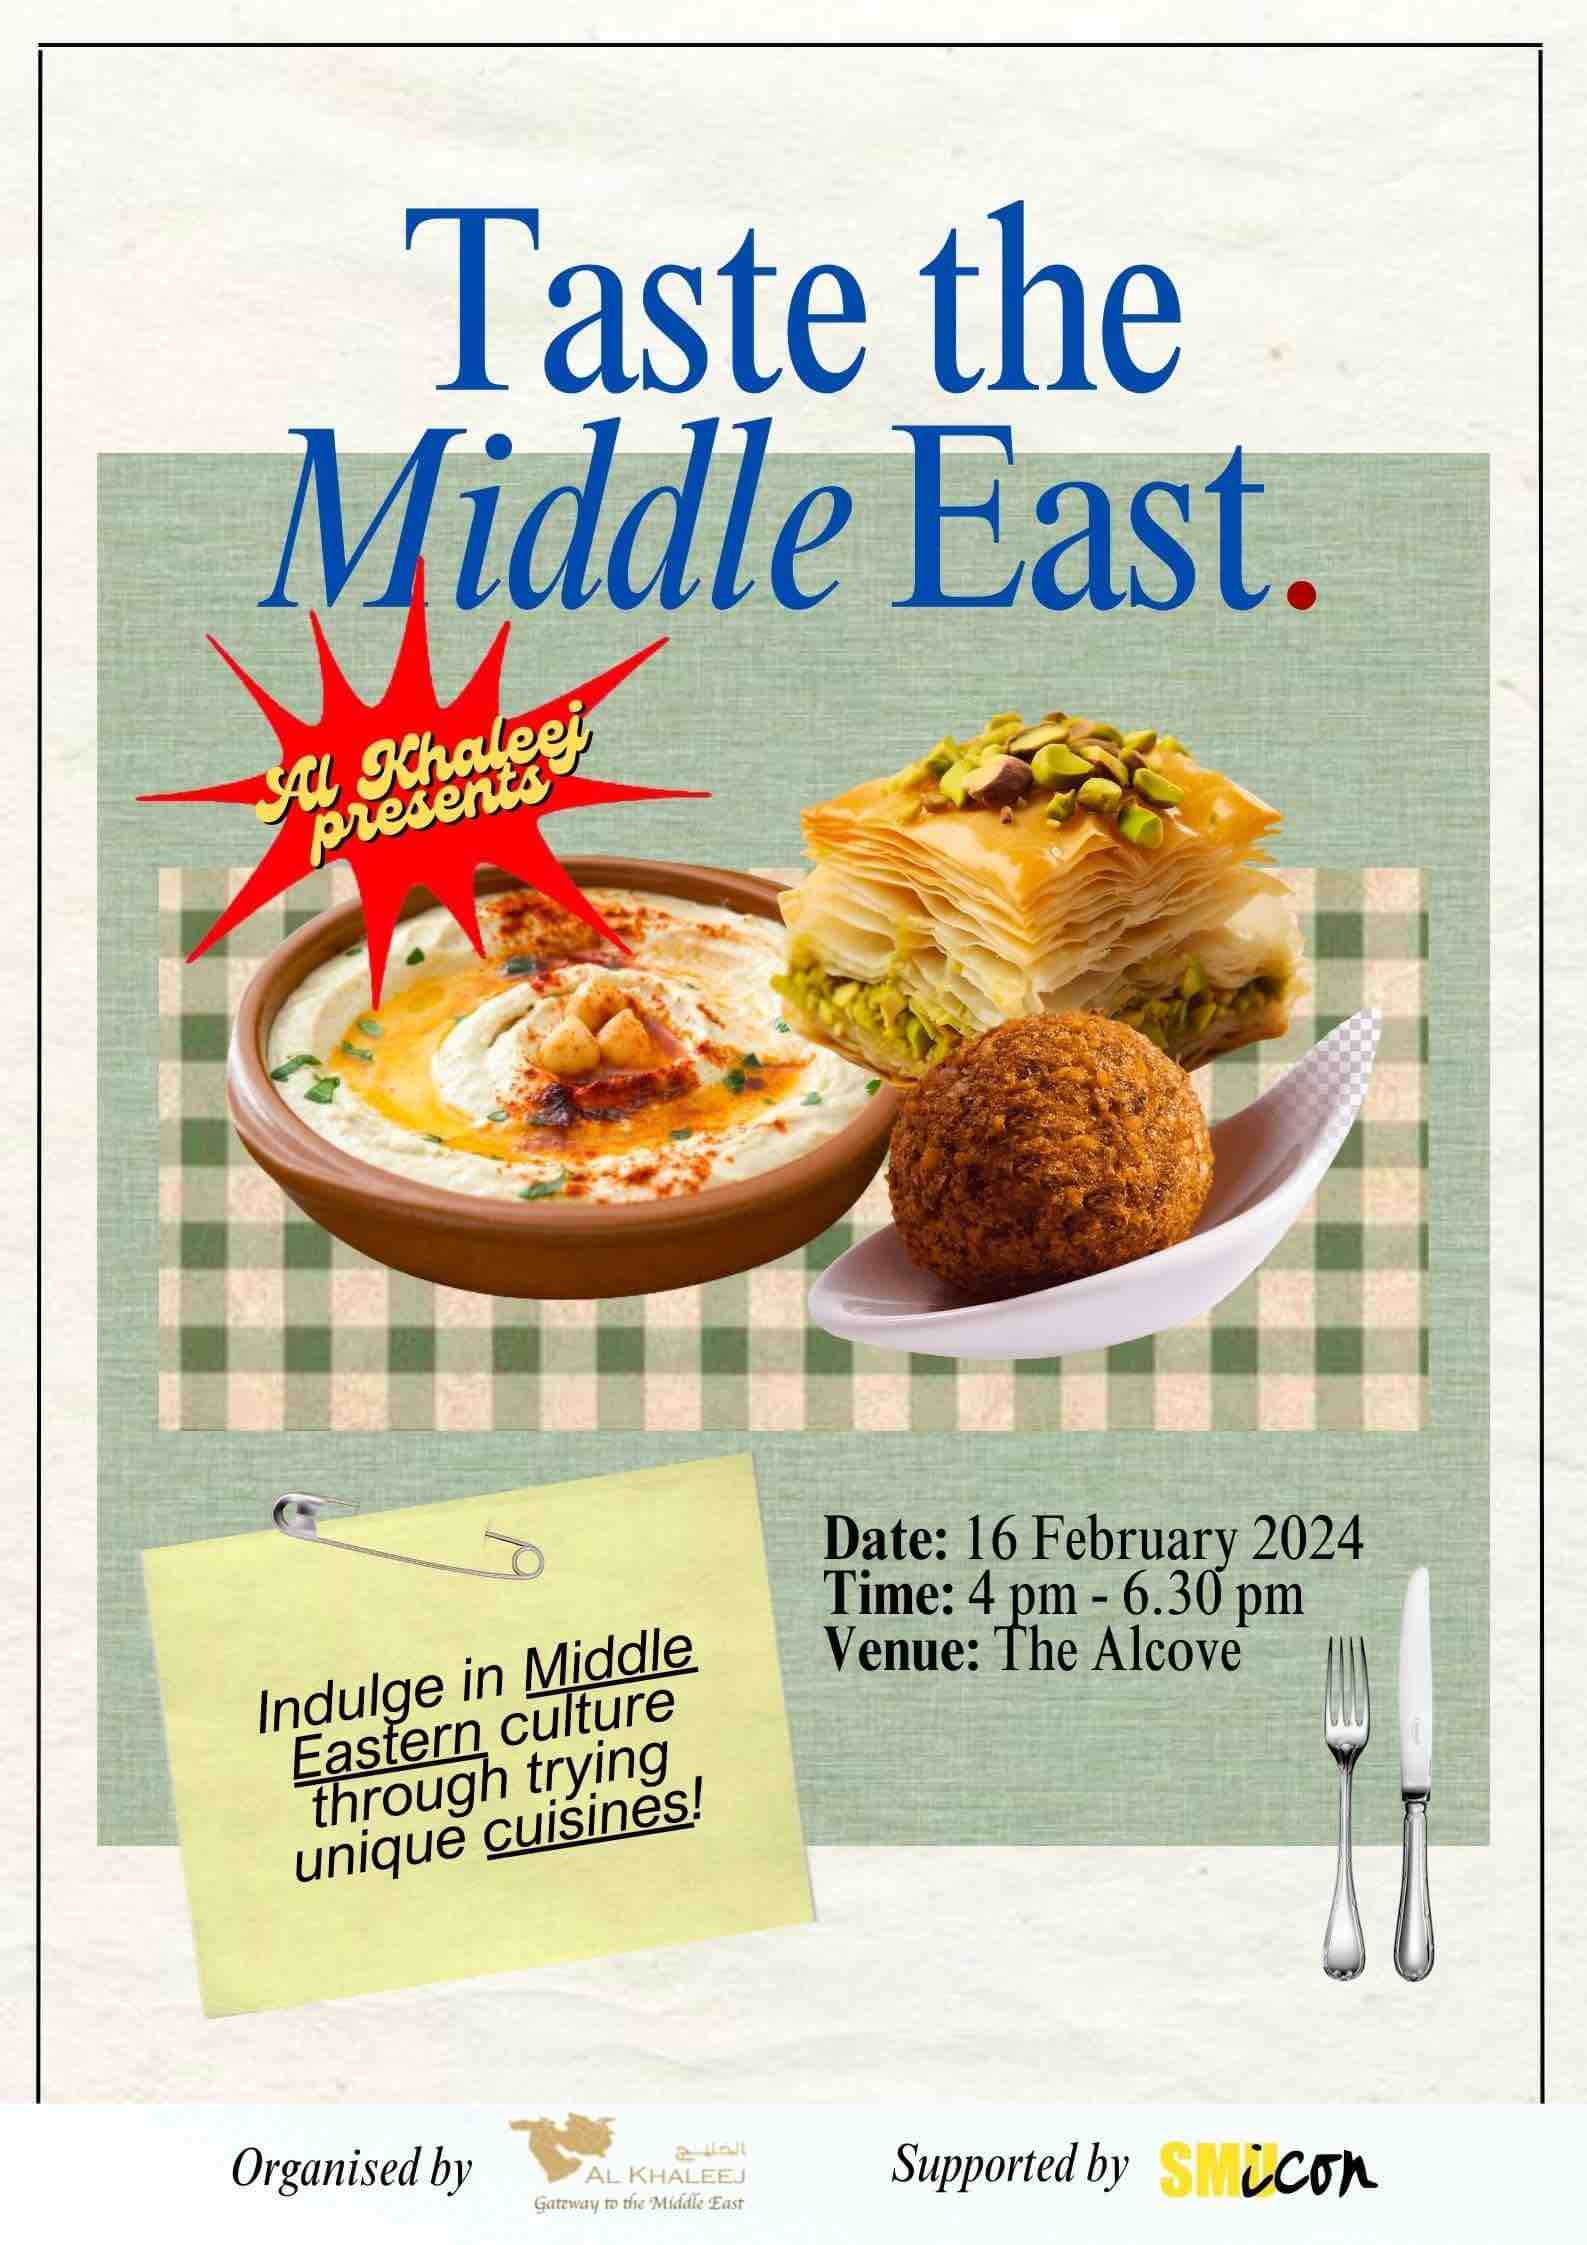 Taste the
Middle East.
Al Khaleej
presents
Date: 16 February 2024
Time: 4 pm - 6.30 pm
Venue: The Alcove
Indulge in Middle
Eastern culture
through trying
unique cuisines!
Organised by
الخليج
AL KHALEEJ
Gateway to the Middle East
Supported by
SMUicon